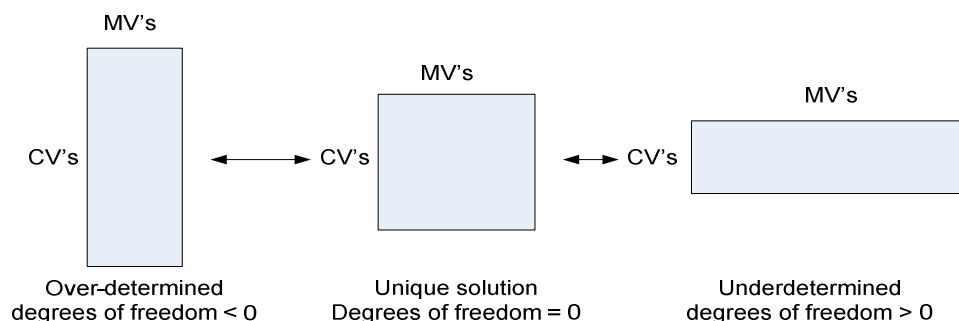 MV's
CV's
Over-determined
degrees of freedom < 0
MV's
CV's
Unique solution
Degrees of freedom = 0
MV's
CV's
Underdetermined
degrees of freedom > 0